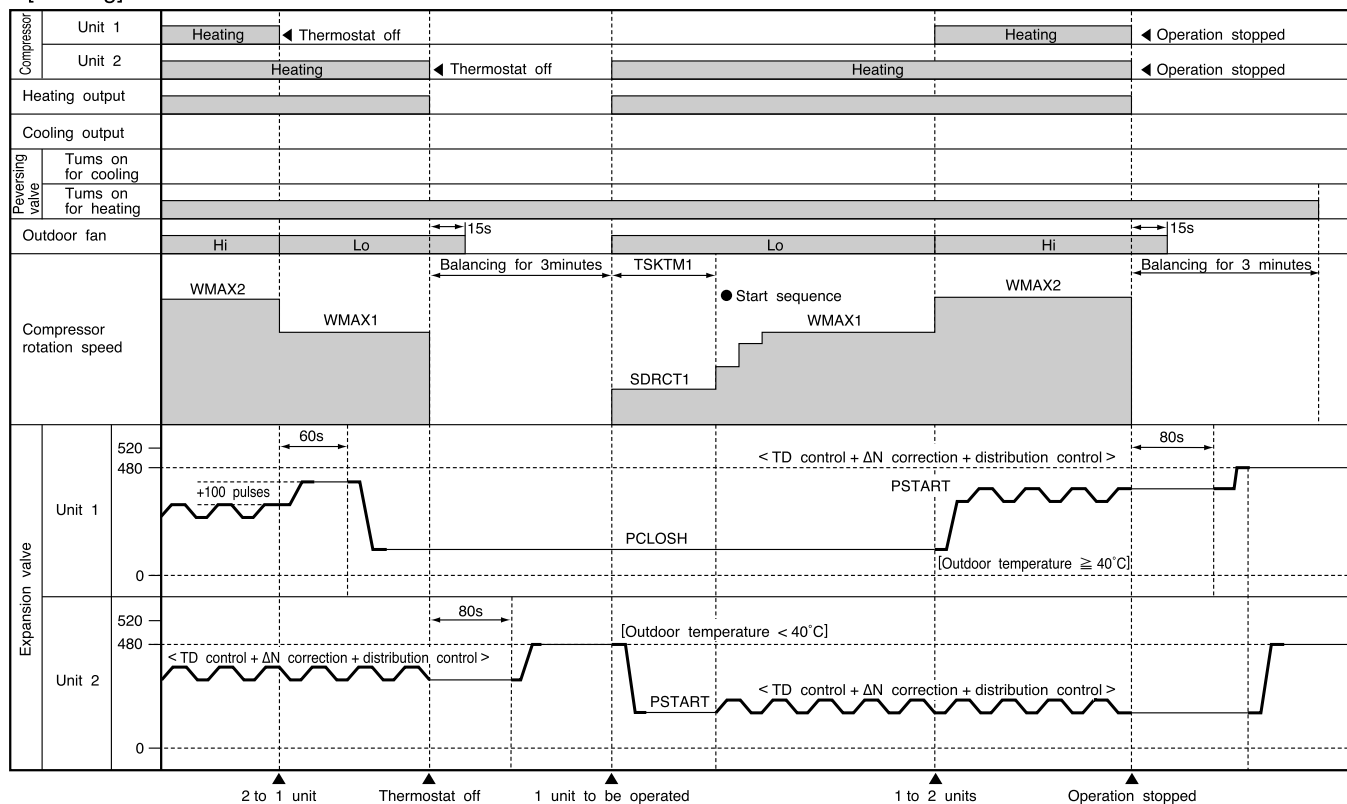 Compressor
Unit 1
Heating
◀ Thermostat off
Heating
◀ Operation stopped
Unit 2
Heating
◀ Thermostat off
Heating
◀ Operation stopped
Heating output
Cooling output
Peversing valve
Tums on for cooling
Tums on for heating
Outdoor fan
Hi
Lo
15s
Lo
Hi
15s
Compressor rotation speed
WMAX2
WMAX1
Balancing for 3minutes
TSKTM1
SDRCT1
● Start sequence
WMAX1
WMAX2
Balancing for 3 minutes
Expansion valve
Unit 1
520
480
0
+100 pulses
60s
PCLOSH
< TD control + ΔN correction + distribution control >
PSTART
[Outdoor temperature ≧ 40˚C]
80s
Unit 2
520
480
0
< TD control + ΔN correction + distribution control >
80s
[Outdoor temperature < 40˚C]
PSTART
< TD control + ΔN correction + distribution control >
2 to 1 unit
Thermostat off
1 unit to be operated
1 to 2 units
Operation stopped